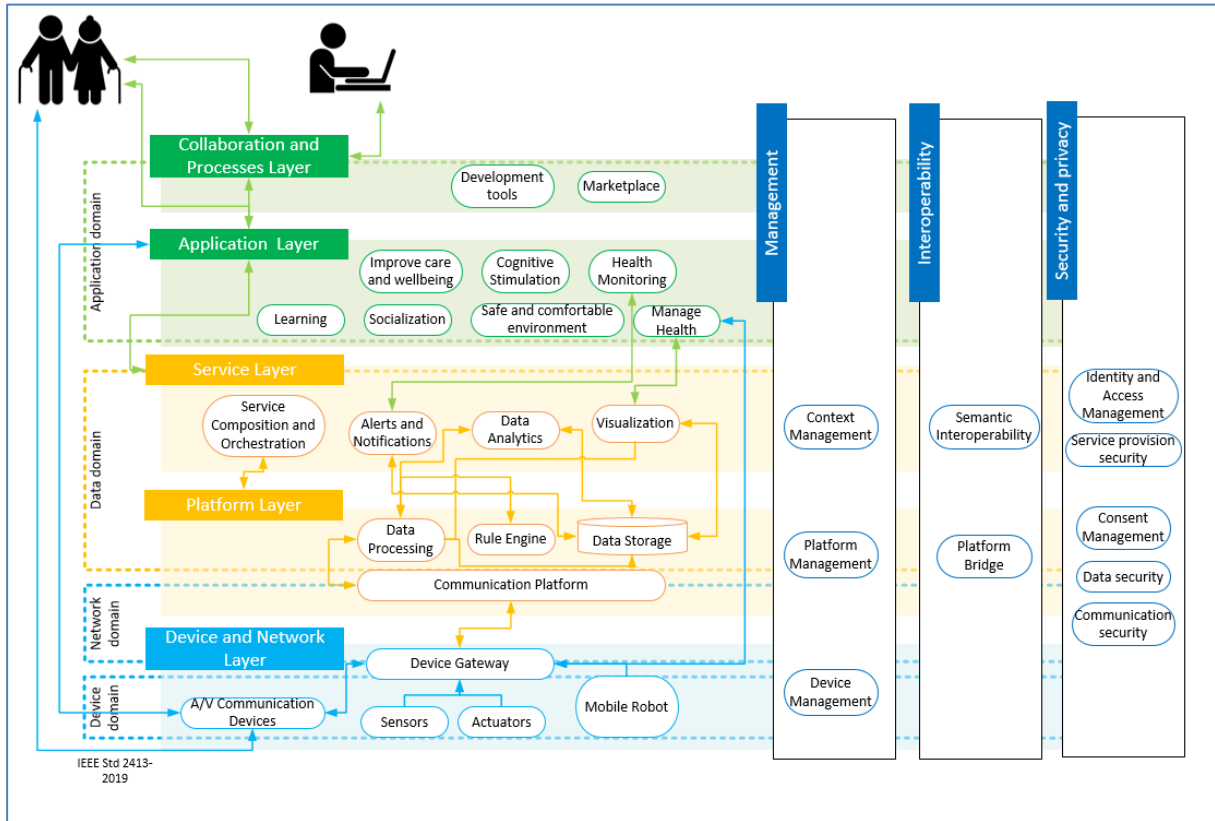 Collaboration and
Processes Layer
Development
tools
Marketplace
Application domain
Application Layer
Improve care
and wellbeing
Cognitive
Stimulation
Health
Monitoring
Learning
Socialization
Safe and comfortable
environment
Manage
Health
Service Layer
Data domain
Service
Composition and
Orchestration
Alerts and
Notifications
Data
Analytics
Visualization
Platform Layer
Data
Processing
Rule Engine
Data Storage
Communication Platform
Network
domain
Device and Network
Layer
Device Gateway
Device
domain
A/V Communication
Devices
Sensors
Actuators
Mobile Robot
IEEE Std 2413-
2019
Management
Context
Management
Platform
Management
Device
Management
Interoperability
Semantic
Interoperability
Platform
Bridge
Security and privacy
Identity and
Access
Management
Service provision
security
Consent
Management
Data security
Communication
security